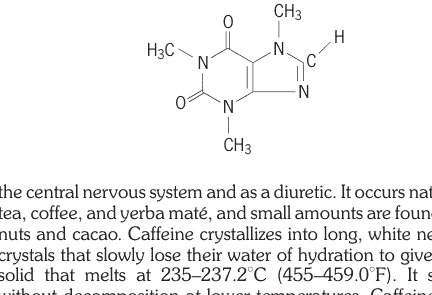 O
CH₃
H
H₃C
N
N
C
O
N
N
CH₃
the central nervous system and as a diuretic. It occurs nat
tea, coffee, and yerba maté, and small amounts are foun
nuts and cacao. Caffeine crystallizes into long, white ne
crystals that slowly lose their water of hydration to give
solid that melts at 235–237.2°C (455–459.0°F). It s
without decomposition at lower temperatures. Caffeine